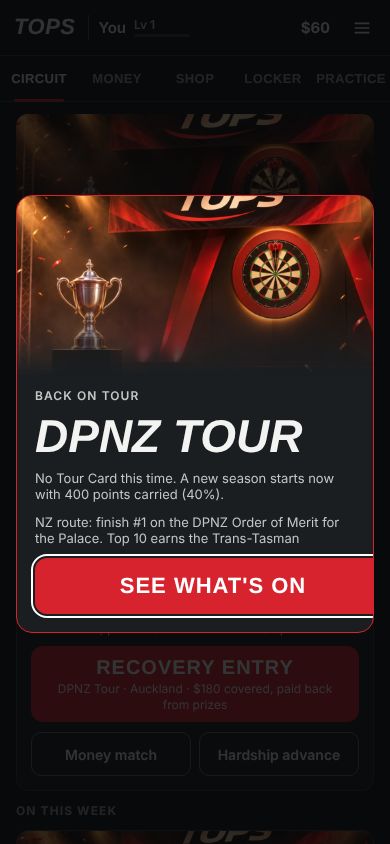 TOPS
You
Lv 1
$60
CIRCUIT
MONEY
SHOP
LOCKER
PRACTICE
TOPS
TOPS
BACK ON TOUR
DPNZ TOUR
No Tour Card this time. A new season starts now
with 400 points carried (40%).
NZ route: finish #1 on the DPNZ Order of Merit for
the Palace. Top 10 earns the Trans-Tasman
SEE WHAT'S ON
RECOVERY ENTRY
DPNZ Tour · Auckland · $180 covered, paid back
from prizes
Money match
Hardship advance
ON THIS WEEK
TOPS